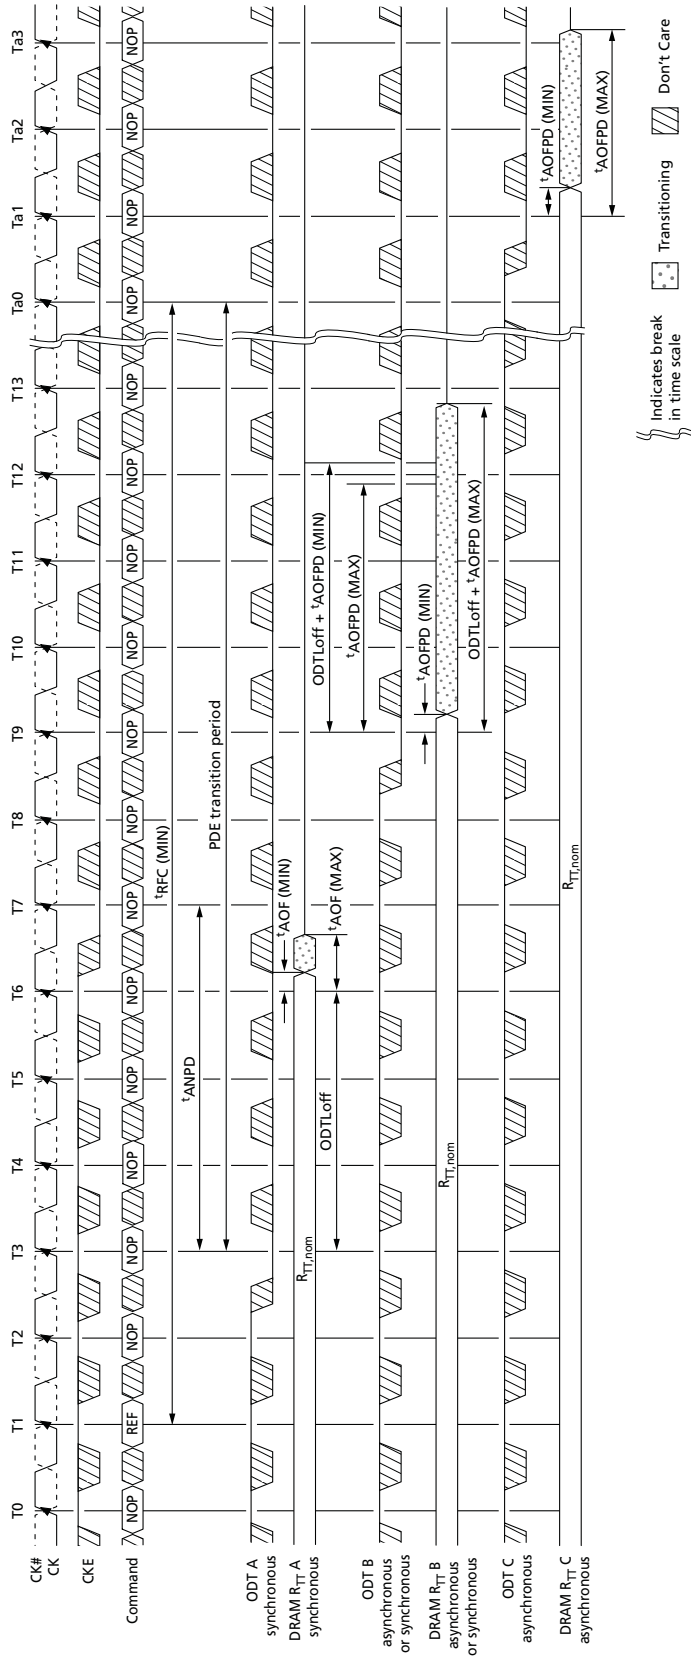 T0 T1 T2 T3 T4 T5 T6 T7 T8 T9 T10 T11 T12 T13 Ta0 Ta1 Ta2 Ta3
CK#
CK
CKE
Command
NOP REF NOP NOP NOP NOP NOP NOP NOP NOP NOP NOP NOP NOP NOP NOP NOP NOP
tRFC (MIN)
tANPD
PDE transition period
ODT A
synchronous
tAOF (MIN)
DRAM RTT A
synchronous
RTT,nom
ODTLoff + tAOFPD (MIN)
ODTLoff
tAOF (MAX)
tAOFPD (MAX)
ODT B
asynchronous
or synchronous
tAOFPD (MIN)
DRAM RTT B
asynchronous
or synchronous
RTT,nom
ODTLoff + tAOFPD (MAX)
ODT C
asynchronous
tAOFPD (MIN)
DRAM RTT C
asynchronous
RTT,nom
tAOFPD (MAX)
Indicates break
in time scale
Transitioning
Don't Care